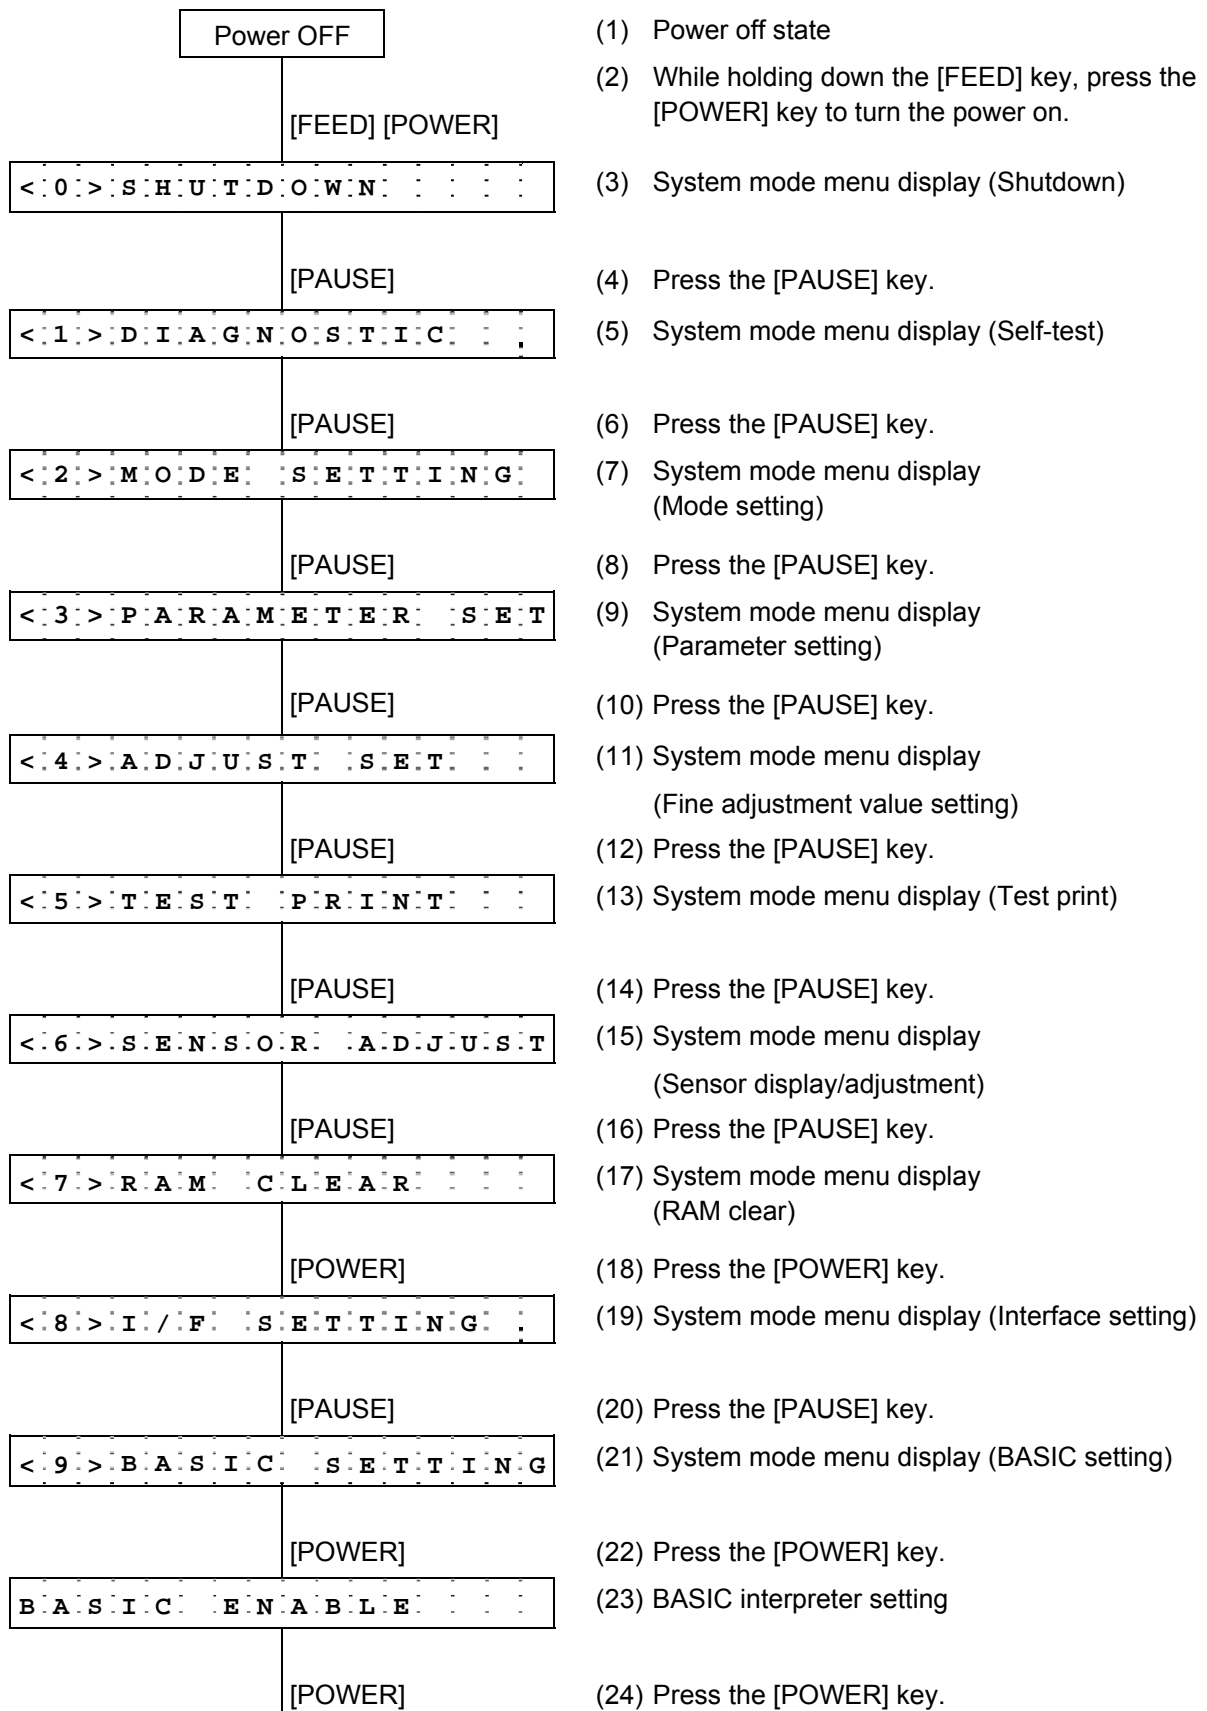 Power OFF
(1) Power off state
(2) While holding down the [FEED] key, press the
[POWER] key to turn the power on.
[FEED] [POWER]
<0>SHUTDOWN
(3) System mode menu display (Shutdown)
[PAUSE]
(4) Press the [PAUSE] key.
<1>DIAGNOSTIC .
(5) System mode menu display (Self-test)
[PAUSE]
(6) Press the [PAUSE] key.
<2>MODE SETTING
(7) System mode menu display
(Mode setting)
[PAUSE]
(8) Press the [PAUSE] key.
<3>PARAMETER SET
(9) System mode menu display
(Parameter setting)
[PAUSE]
(10) Press the [PAUSE] key.
<4>ADJUST SET
(11) System mode menu display
(Fine adjustment value setting)
[PAUSE]
(12) Press the [PAUSE] key.
<5>TEST PRINT
(13) System mode menu display (Test print)
[PAUSE]
(14) Press the [PAUSE] key.
<6>SENSOR ADJUST
(15) System mode menu display
(Sensor display/adjustment)
[PAUSE]
(16) Press the [PAUSE] key.
<7>RAM CLEAR
(17) System mode menu display
(RAM clear)
[POWER]
(18) Press the [POWER] key.
<8>I/F SETTING .
(19) System mode menu display (Interface setting)
[PAUSE]
(20) Press the [PAUSE] key.
<9>BASIC SETTING
(21) System mode menu display (BASIC setting)
[POWER]
(22) Press the [POWER] key.
BASIC ENABLE
(23) BASIC interpreter setting
[POWER]
(24) Press the [POWER] key.